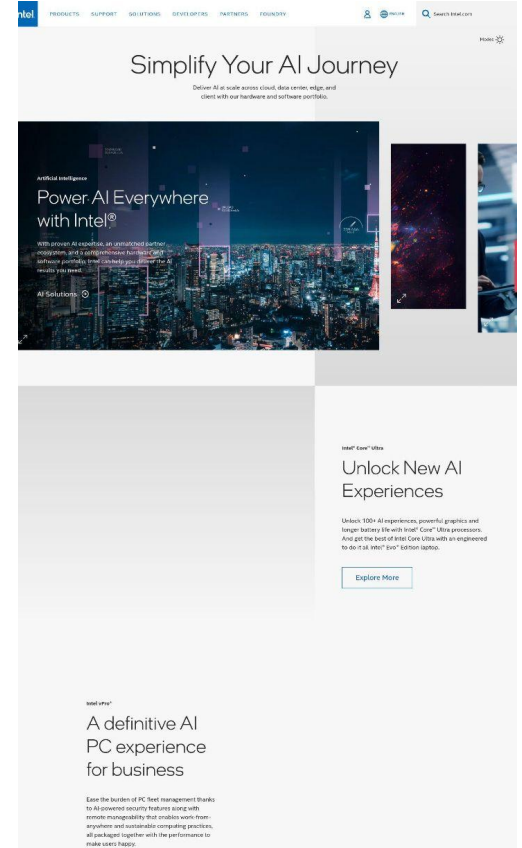 intel
PRODUCTS SUPPORT SOLUTIONS DEVELOPERS PARTNERS FOUNDRY
ENGLISH
Search Intel.com
Modes
Simplify Your AI Journey
Deliver AI at scale across cloud, data center, edge, and
client with our hardware and software portfolio.
Artificial Intelligence
Power AI Everywhere
with Intel®
With proven AI expertise, an unmatched partner
ecosystem, and a comprehensive hardware and
software portfolio, Intel can help you deliver the AI
results you need.
AI Solutions
Intel® Core™ Ultra
Unlock New AI
Experiences
Unlock 100+ AI experiences, powerful graphics and
longer battery life with Intel® Core™ Ultra processors.
And get the best of Intel Core Ultra with an engineered
to do it all Intel® Evo™ Edition laptop.
Explore More
Intel vPro®
A definitive AI
PC experience
for business
Ease the burden of PC fleet management thanks
to AI-powered security features along with
remote manageability that enables work-from-
anywhere and sustainable computing practices,
all packaged together with the performance to
make users happy.